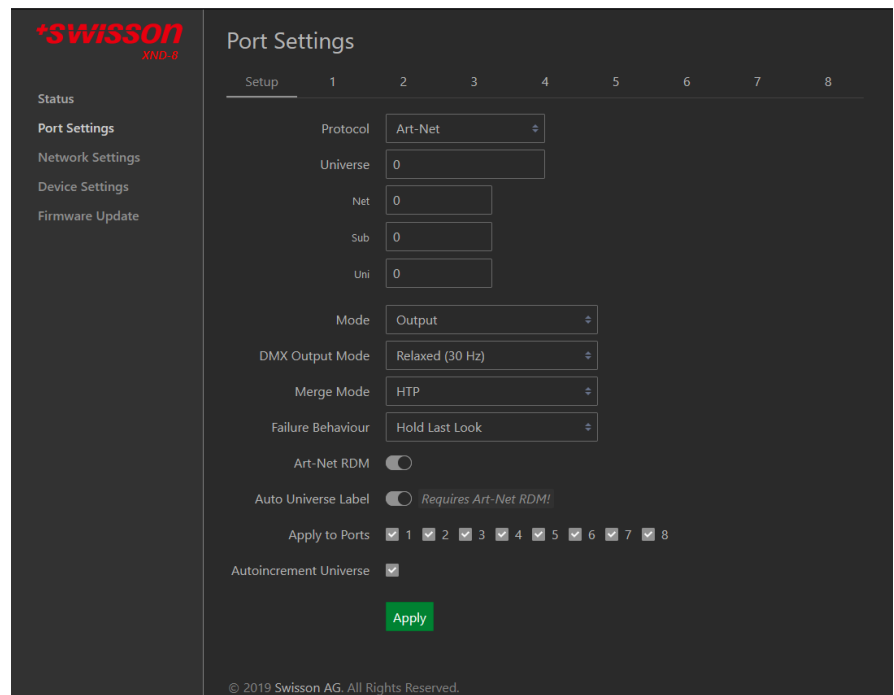 +swisson
XND-8
Status
Port Settings
Network Settings
Device Settings
Firmware Update
Port Settings
Setup 1 2 3 4 5 6 7 8
Protocol Art-Net
Universe 0
Net 0
Sub 0
Uni 0
Mode Output
DMX Output Mode Relaxed (30 Hz)
Merge Mode HTP
Failure Behaviour Hold Last Look
Art-Net RDM
Auto Universe Label Requires Art-Net RDM!
Apply to Ports 1 2 3 4 5 6 7 8
Autoincrement Universe
Apply
© 2019 Swisson AG. All Rights Reserved.